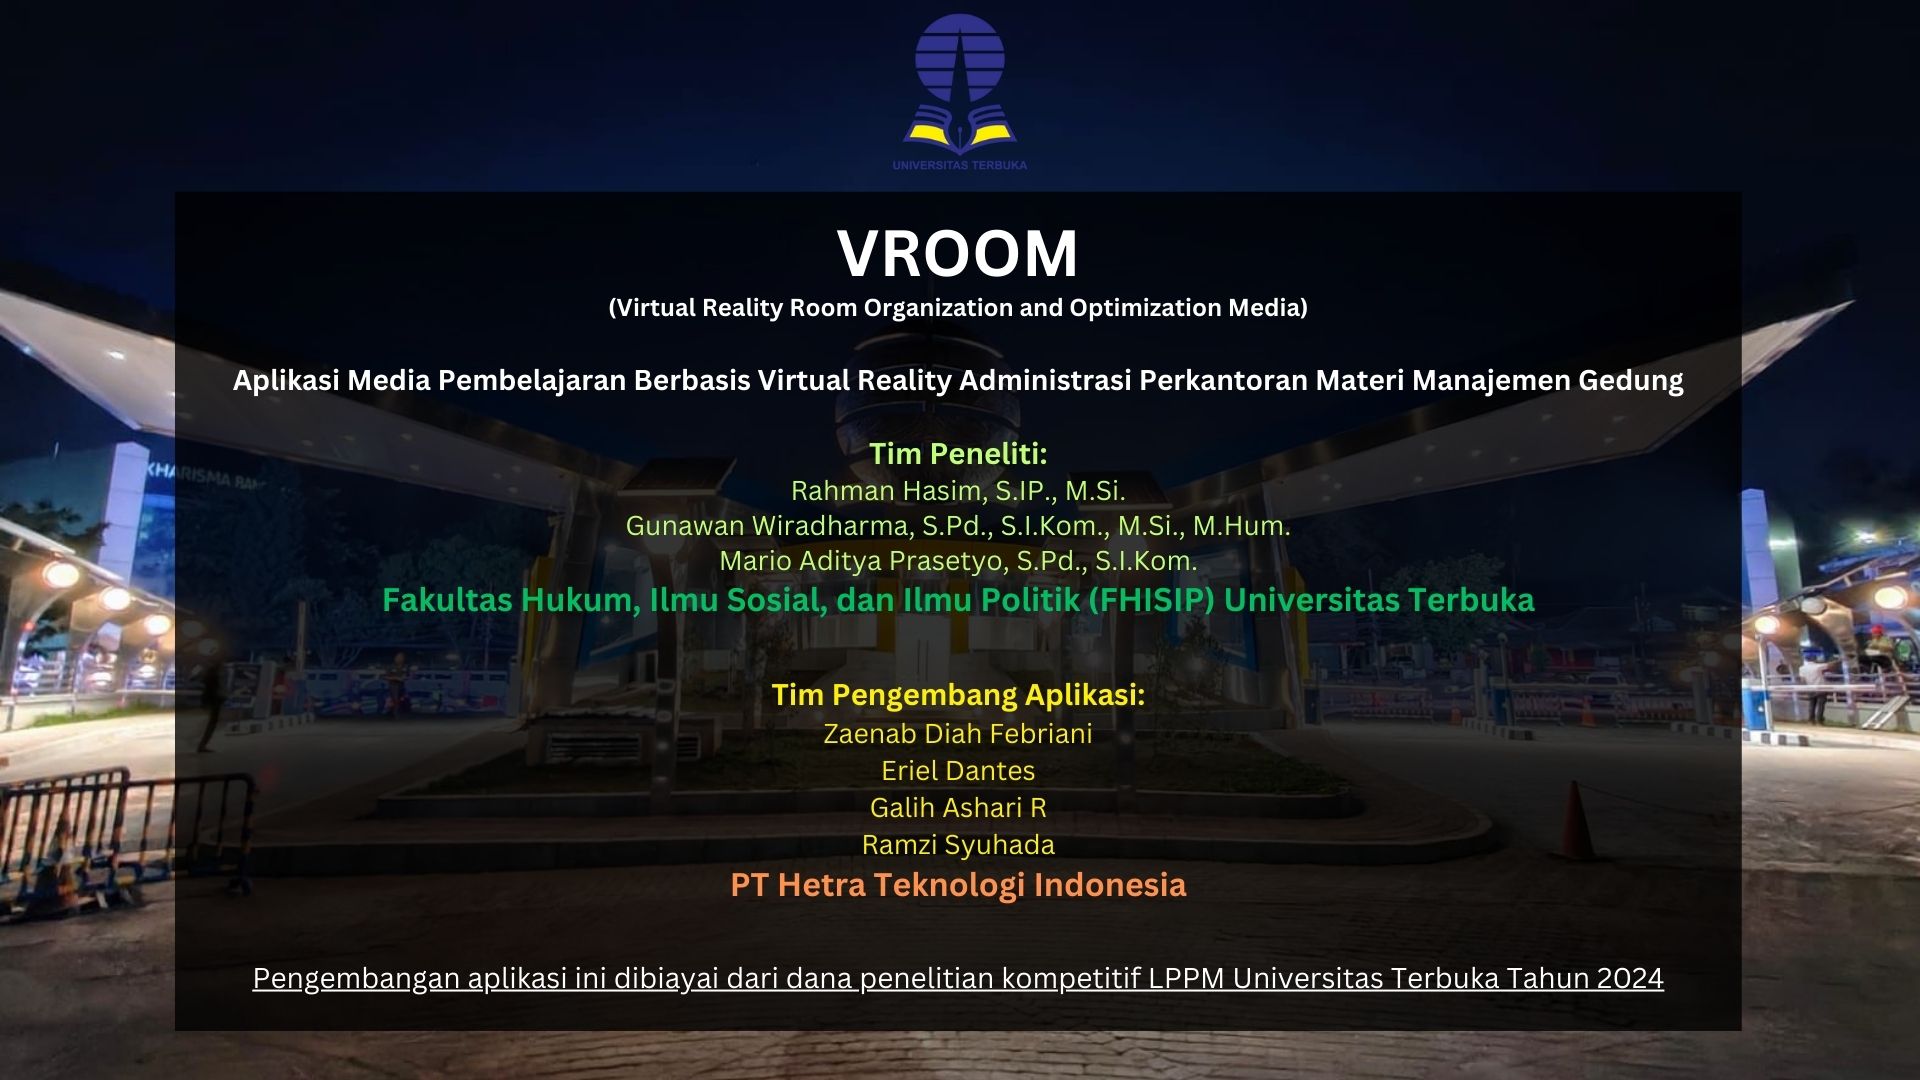 UNIVERSITAS TERBUKA
VROOM
(Virtual Reality Room Organization and Optimization Media)
Aplikasi Media Pembelajaran Berbasis Virtual Reality Administrasi Perkantoran Materi Manajemen Gedung
Tim Peneliti:
Rahman Hasim, S.IP., M.Si.
Gunawan Wiradharma, S.Pd., S.I.Kom., M.Si., M.Hum.
Mario Aditya Prasetyo, S.Pd., S.I.Kom.
Fakultas Hukum, Ilmu Sosial, dan Ilmu Politik (FHISIP) Universitas Terbuka
Tim Pengembang Aplikasi:
Zaenab Diah Febriani
Eriel Dantes
Galih Ashari R
Ramzi Syuhada
PT Hetra Teknologi Indonesia
Pengembangan aplikasi ini dibiayai dari dana penelitian kompetitif LPPM Universitas Terbuka Tahun 2024